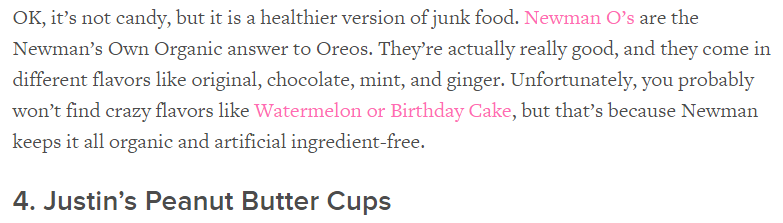 OK, it’s not candy, but it is a healthier version of junk food. Newman O’s are the
Newman’s Own Organic answer to Oreos. They’re actually really good, and they come in
different flavors like original, chocolate, mint, and ginger. Unfortunately, you probably
won’t find crazy flavors like Watermelon or Birthday Cake, but that’s because Newman
keeps it all organic and artificial ingredient-free.
4. Justin’s Peanut Butter Cups